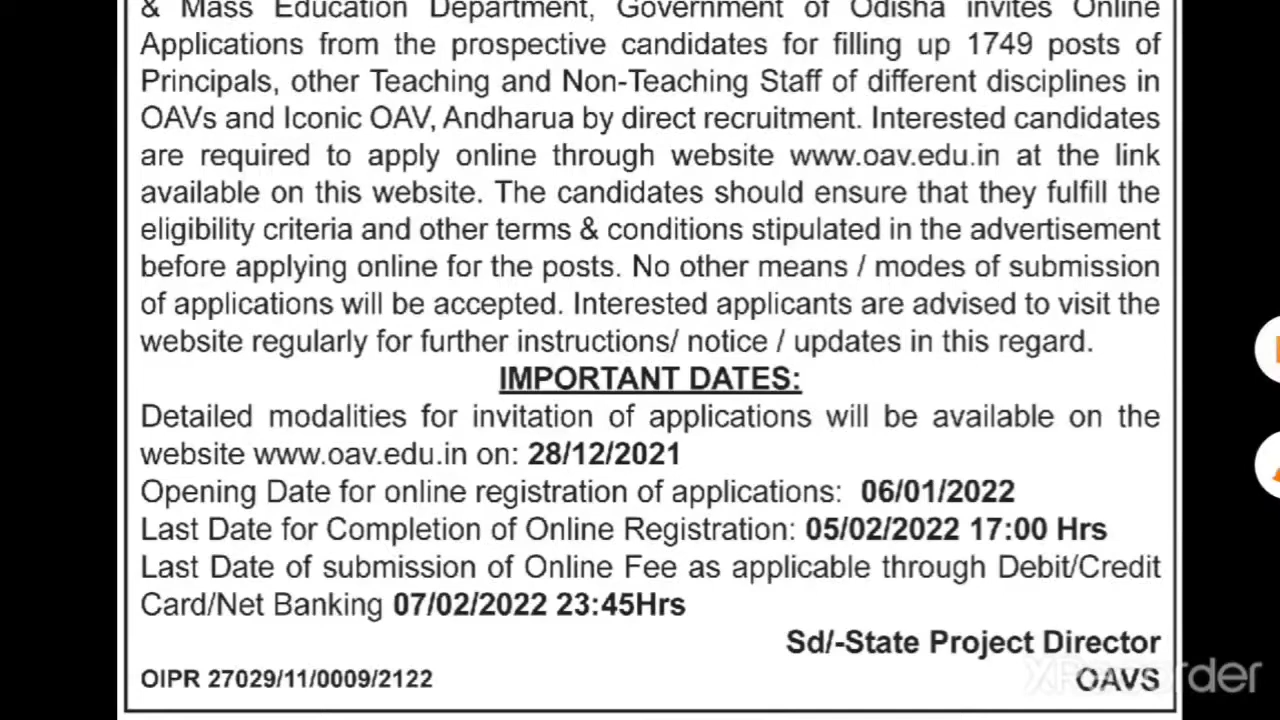 & Mass Education Department, Government of Odisha invites Online
Applications from the prospective candidates for filling up 1749 posts of
Principals, other Teaching and Non-Teaching Staff of different disciplines in
OAVs and Iconic OAV, Andharua by direct recruitment. Interested candidates
are required to apply online through website www.oav.edu.in at the link
available on this website. The candidates should ensure that they fulfill the
eligibility criteria and other terms & conditions stipulated in the advertisement
before applying online for the posts. No other means / modes of submission
of applications will be accepted. Interested applicants are advised to visit the
website regularly for further instructions/ notice / updates in this regard.
IMPORTANT DATES:
Detailed modalities for invitation of applications will be available on the
website www.oav.edu.in on: 28/12/2021
Opening Date for online registration of applications: 06/01/2022
Last Date for Completion of Online Registration: 05/02/2022 17:00 Hrs
Last Date of submission of Online Fee as applicable through Debit/Credit
Card/Net Banking 07/02/2022 23:45Hrs
Sd/-State Project Director
OIPR 27029/11/0009/2122 OAVS
XRecorder